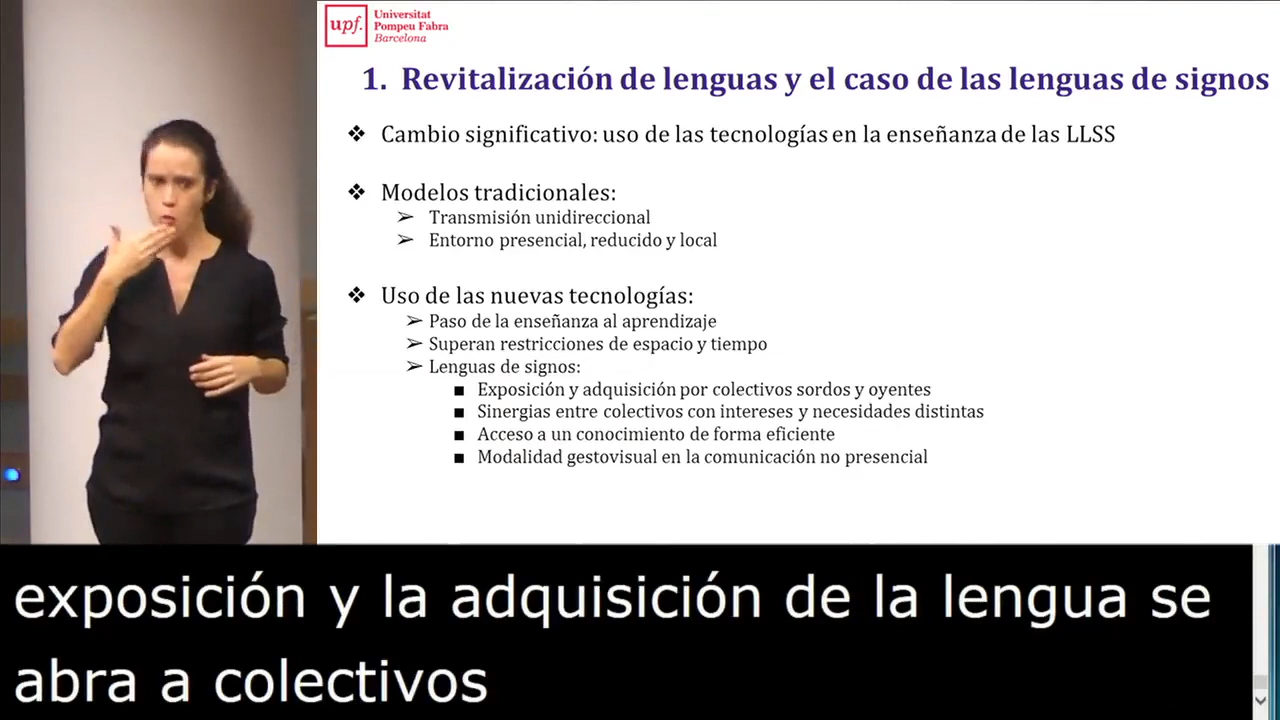 upf.
Universitat
Pompeu Fabra
Barcelona
1. Revitalización de lenguas y el caso de las lenguas de signos
❖ Cambio significativo: uso de las tecnologías en la enseñanza de las LLSS
❖ Modelos tradicionales:
➢ Transmisión unidireccional
➢ Entorno presencial, reducido y local
❖ Uso de las nuevas tecnologías:
➢ Paso de la enseñanza al aprendizaje
➢ Superan restricciones de espacio y tiempo
➢ Lenguas de signos:
▪ Exposición y adquisición por colectivos sordos y oyentes
▪ Sinergias entre colectivos con intereses y necesidades distintas
▪ Acceso a un conocimiento de forma eficiente
▪ Modalidad gestovisual en la comunicación no presencial
exposición y la adquisición de la lengua se
abra a colectivos